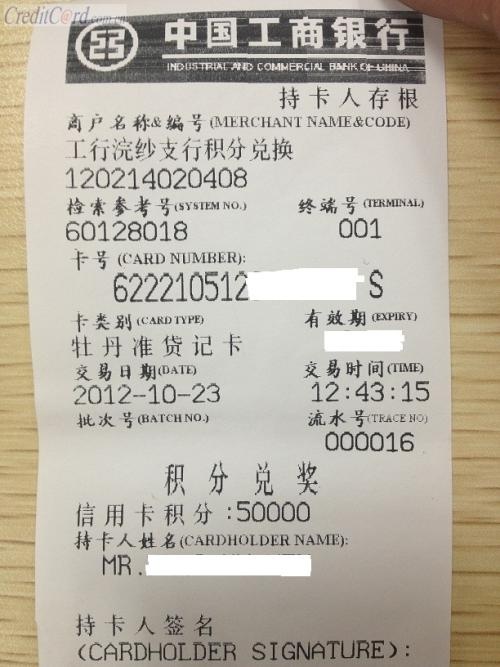 CreditCard.com.cn
中国工商银行
INDUSTRIAL AND COMMERCIAL BANK OF CHINA
持卡人存根
商户名称&编号(MERCHANT NAME&CODE)
工行浣纱支行积分兑换
120214020408
检索参考号(SYSTEM NO.) 终端号(TERMINAL)
60128018 001
卡号(CARD NUMBER):
622210512 S
卡类别(CARD TYPE) 有效期(EXPIRY)
牡丹准贷记卡
交易日期(DATE) 交易时间(TIME)
2012-10-23 12:43:15
批次号(BATCH NO.) 流水号(TRACE NO)
000016
积分兑奖
信用卡积分:50000
持卡人姓名(CARDHOLDER NAME):
MR.
持卡人签名
(CARDHOLDER SIGNATURE):